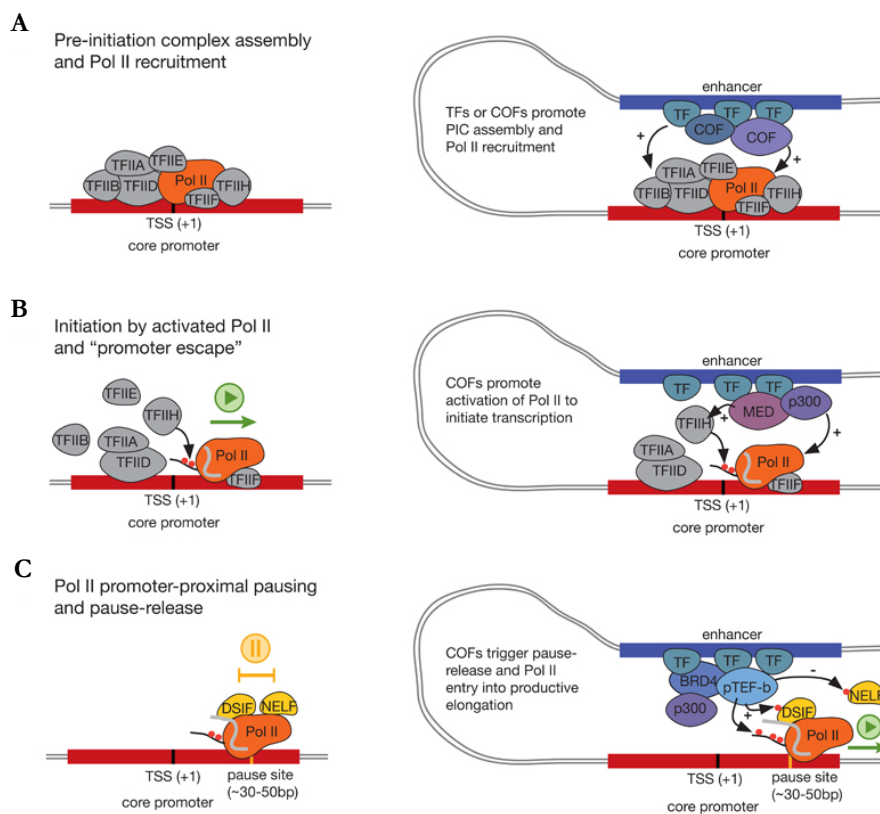 A
Pre-initiation complex assembly
and Pol II recruitment
TFIIA
TFIIE
TFIIB
TFIID
Pol II
TFIIH
TFIIF
TSS (+1)
core promoter
enhancer
TFs or COFs promote
PIC assembly and
Pol II recruitment
TF
TF
TF
COF
COF
+
+
TFIIA
TFIIE
TFIIB
TFIID
Pol II
TFIIH
TFIIF
TSS (+1)
core promoter
B
Initiation by activated Pol II
and “promoter escape”
TFIIE
TFIIH
TFIIB
TFIIA
TFIID
Pol II
TFIIF
TSS (+1)
core promoter
enhancer
COFs promote
activation of Pol II to
initiate transcription
TF
TF
TF
MED
p300
+
+
TFIIH
TFIIA
TFIID
Pol II
TFIIF
TSS (+1)
core promoter
C
Pol II promoter-proximal pausing
and pause-release
DSIF
NELF
Pol II
TSS (+1)
pause site
core promoter
(~30-50bp)
enhancer
COFs trigger pause-
release and Pol II
entry into productive
elongation
TF
TF
TF
BRD4
pTEF-b
-
NELF
p300
+
DSIF
Pol II
TSS (+1)
pause site
core promoter
(~30-50bp)